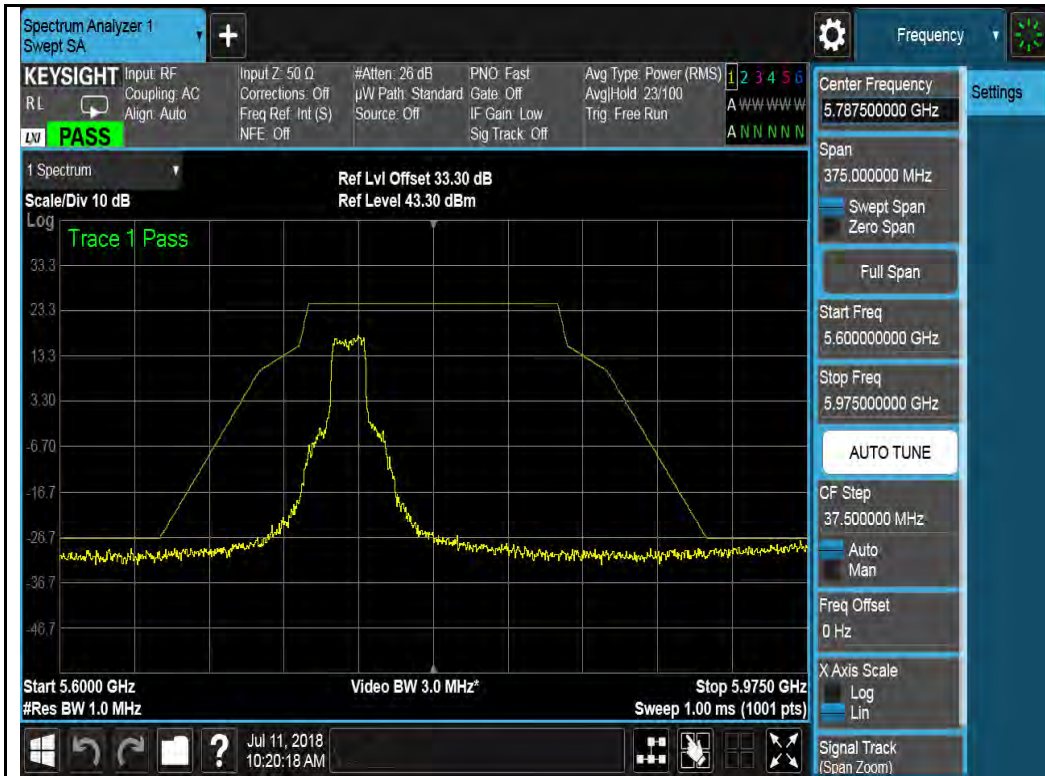 Spectrum Analyzer 1
Swept SA
+
Frequency
KEYSIGHT
RL
LXI PASS
Input: RF
Coupling: AC
Align: Auto
Input Z: 50 Ω
Corrections: Off
Freq Ref: Int (S)
NFE: Off
#Atten: 26 dB
µW Path: Standard
Source: Off
PNO: Fast
Gate: Off
IF Gain: Low
Sig Track: Off
Avg Type: Power (RMS)
Avg|Hold: 23/100
Trig: Free Run
1 2 3 4 5 6
A W W W W W
A N N N N N
1 Spectrum
Scale/Div 10 dB
Ref Lvl Offset 33.30 dB
Ref Level 43.30 dBm
Log
Trace 1 Pass
33.3
23.3
13.3
3.30
-6.70
-16.7
-26.7
-36.7
-46.7
Start 5.6000 GHz
#Res BW 1.0 MHz
Video BW 3.0 MHz*
Stop 5.9750 GHz
Sweep 1.00 ms (1001 pts)
Jul 11, 2018
10:20:18 AM
?
Center Frequency
5.787500000 GHz
Span
375.000000 MHz
Swept Span
Zero Span
Full Span
Start Freq
5.600000000 GHz
Stop Freq
5.975000000 GHz
AUTO TUNE
CF Step
37.500000 MHz
Auto
Man
Freq Offset
0 Hz
X Axis Scale
Log
Lin
Signal Track
(Span Zoom)
Settings